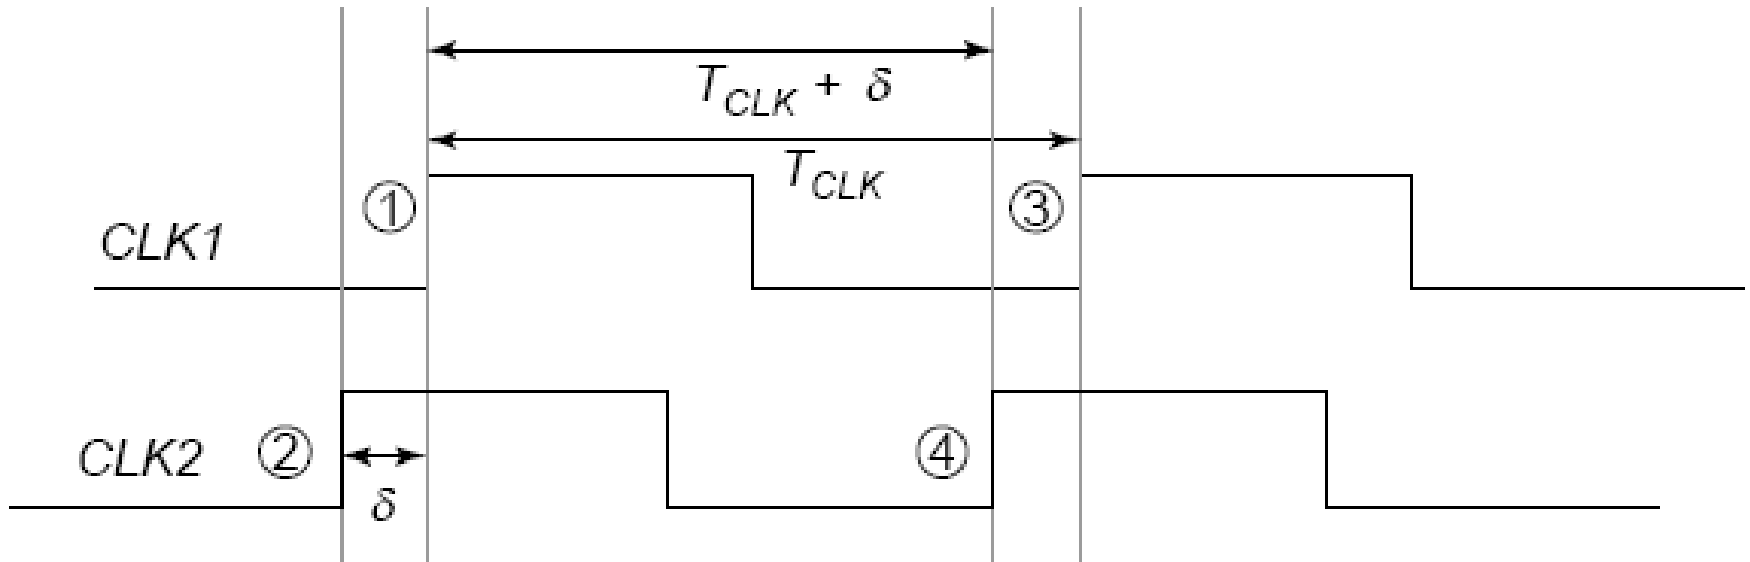 T_CLK + δ
T_CLK
① ③
CLK1
CLK2 ② ④
δ